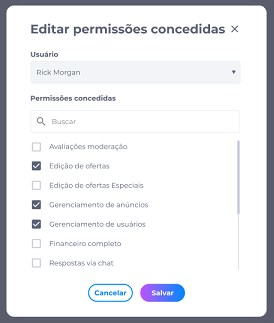 Editar permissões concedidas
Usuário
Rick Morgan
Permissões concedidas
Buscar
Avaliações moderação
Edição de ofertas
Edição de ofertas Especiais
Gerenciamento de anúncios
Gerenciamento de usuários
Financeiro completo
Respostas via chat
Cancelar
Salvar